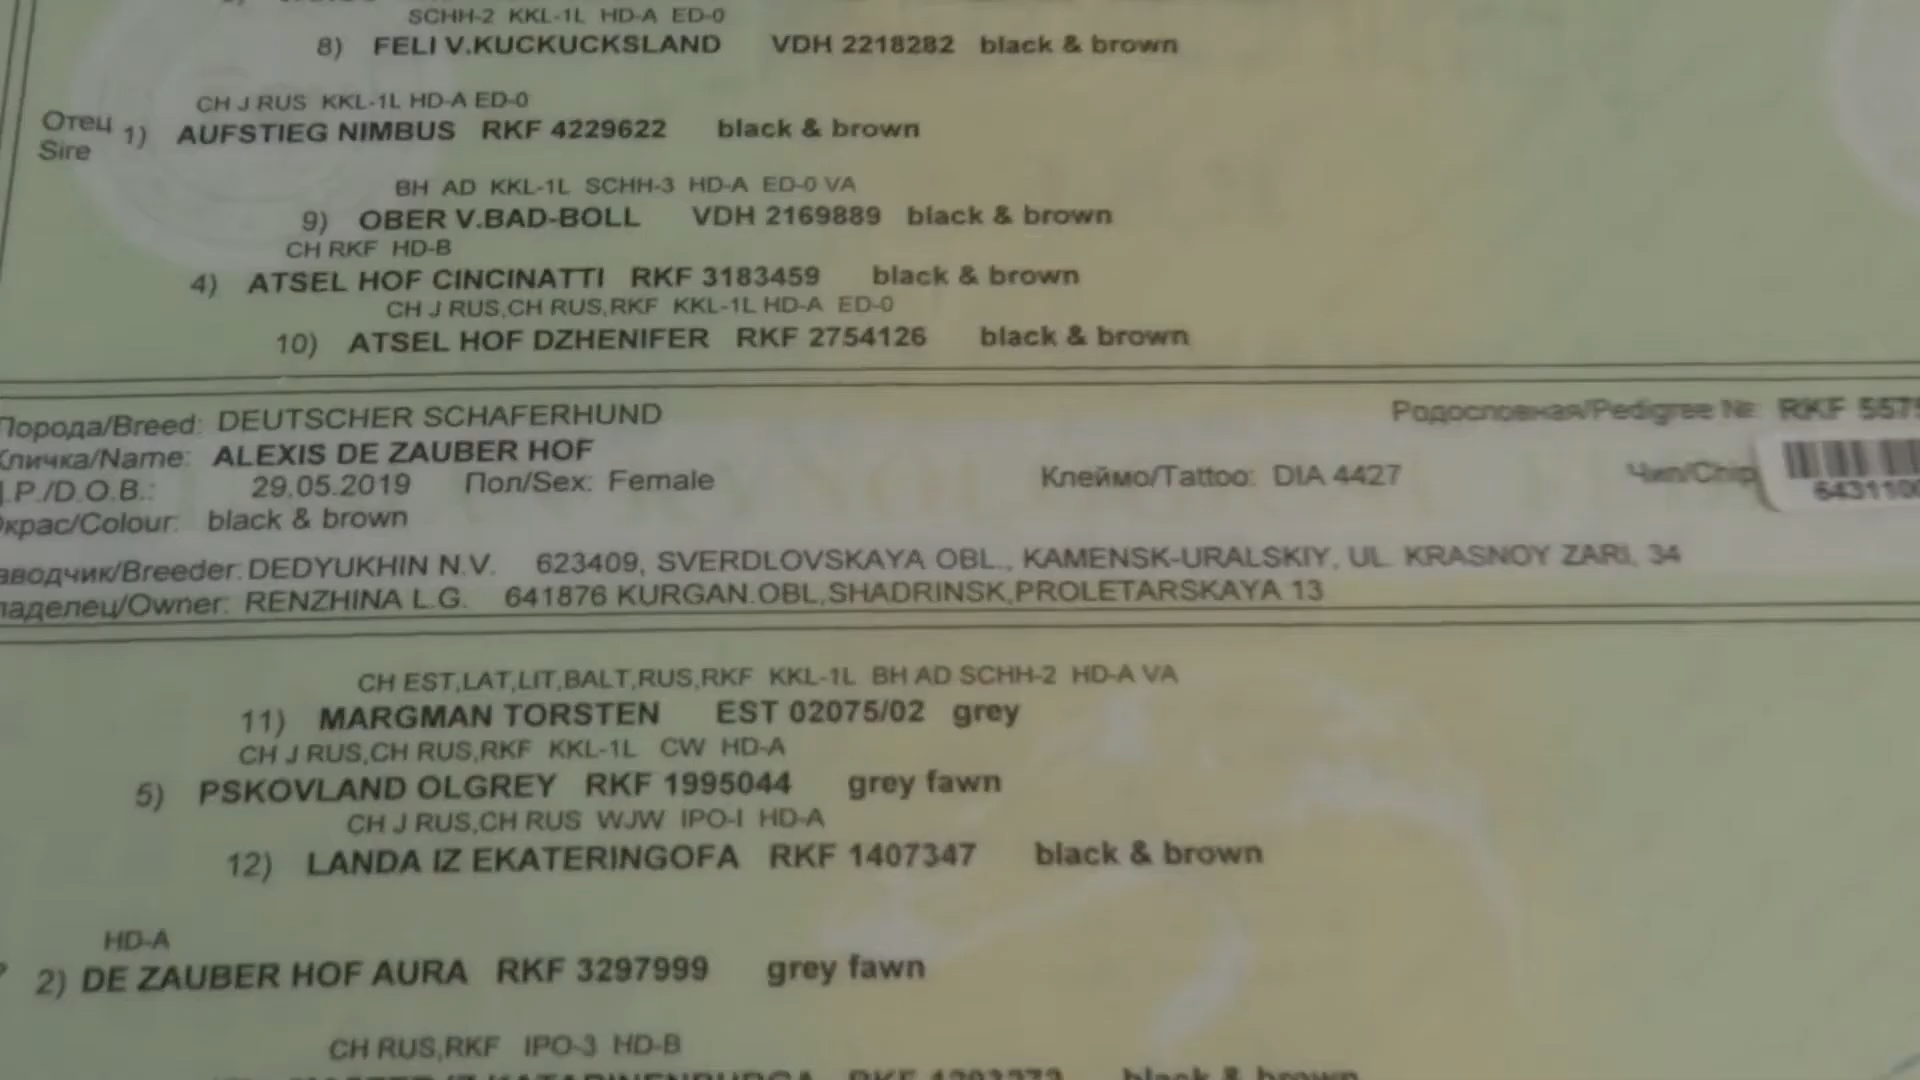 SCHH-2 KKL-1L HD-A ED-0
8) FELI V.KUCKUCKSLAND VDH 2218282 black & brown
CH J RUS KKL-1L HD-A ED-0
Отец
Sire
1) AUFSTIEG NIMBUS RKF 4229622 black & brown
BH AD KKL-1L SCHH-3 HD-A ED-0 VA
9) OBER V.BAD-BOLL VDH 2169889 black & brown
CH RKF HD-B
4) ATSEL HOF CINCINATTI RKF 3183459 black & brown
CH J RUS,CH RUS,RKF KKL-1L HD-A ED-0
10) ATSEL HOF DZHENIFER RKF 2754126 black & brown
Порода/Breed: DEUTSCHER SCHAFERHUND Родословная/Pedigree №: RKF
Кличка/Name: ALEXIS DE ZAUBER HOF
.Р./D.O.B.: 29.05.2019 Пол/Sex: Female Клеймо/Tattoo: DIA 4427 Чип/Chip
Окрас/Colour: black & brown
аводчик/Breeder: DEDYUKHIN N.V. 623409, SVERDLOVSKAYA OBL., KAMENSK-URALSKIY, UL. KRASNOY ZARI, 34
ладелец/Owner: RENZHINA L.G. 641876 KURGAN.OBL,SHADRINSK,PROLETARSKAYA 13
CH EST,LAT,LIT,BALT,RUS,RKF KKL-1L BH AD SCHH-2 HD-A VA
11) MARGMAN TORSTEN EST 02075/02 grey
CH J RUS,CH RUS,RKF KKL-1L CW HD-A
5) PSKOVLAND OLGREY RKF 1995044 grey fawn
CH J RUS,CH RUS WJW IPO-I HD-A
12) LANDA IZ EKATERINGOFA RKF 1407347 black & brown
HD-A
2) DE ZAUBER HOF AURA RKF 3297999 grey fawn
CH RUS,RKF IPO-3 HD-B
black & brown